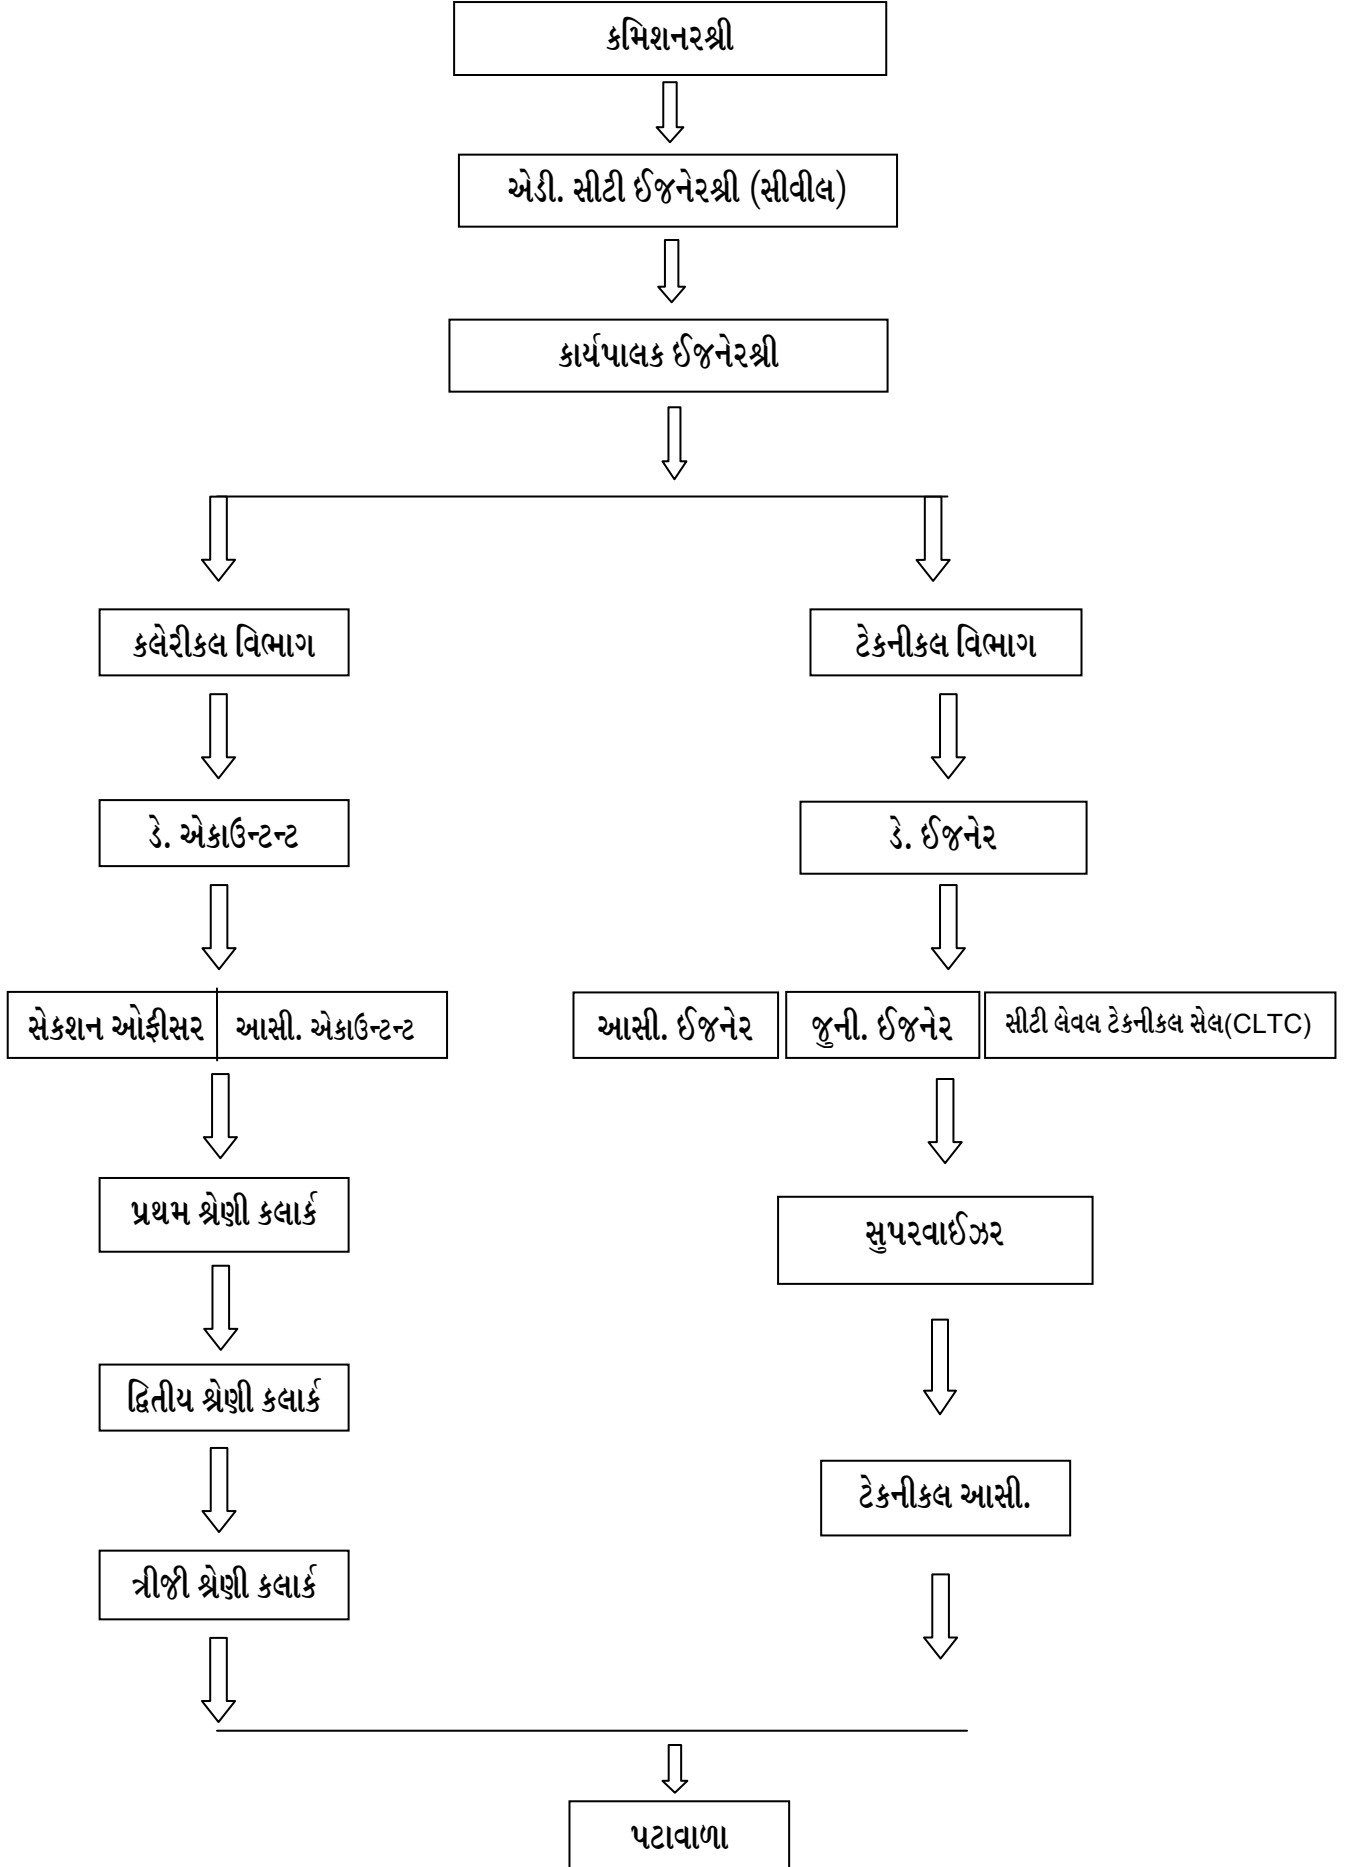 કમિશનરશ્રી
એડી. સીટી ઈજનેરશ્રી (સીવીલ)
કાર્યપાલક ઈજનેરશ્રી
કલેરીકલ વિભાગ
ટેકનીકલ વિભાગ
ડે. એકાઉન્ટન્ટ
ડે. ઈજનેર
સેકશન ઓફીસર
આસી. એકાઉન્ટન્ટ
આસી. ઈજનેર
જુની. ઈજનેર
સીટી લેવલ ટેકનીકલ સેલ(CLTC)
પ્રથમ શ્રેણી કલાર્ક
સુપરવાઈઝર
દ્વિતીય શ્રેણી કલાર્ક
ટેકનીકલ આસી.
ત્રીજી શ્રેણી કલાર્ક
પટાવાળા